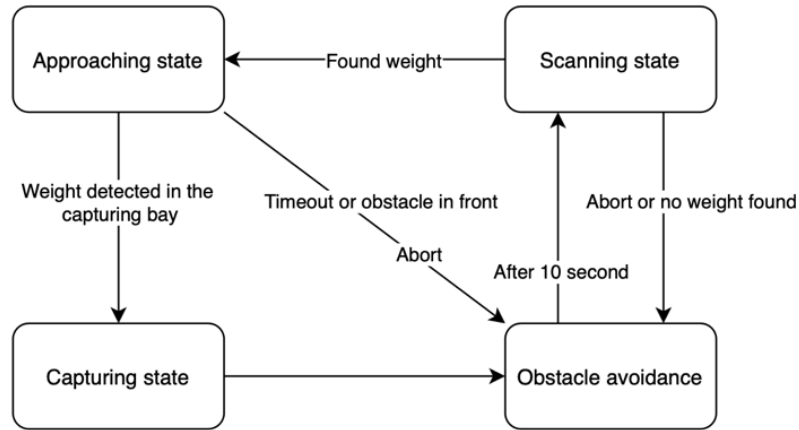 Approaching state
Found weight
Scanning state
Weight detected in the
capturing bay
Timeout or obstacle in front
Abort or no weight found
Abort
After 10 second
Capturing state
Obstacle avoidance